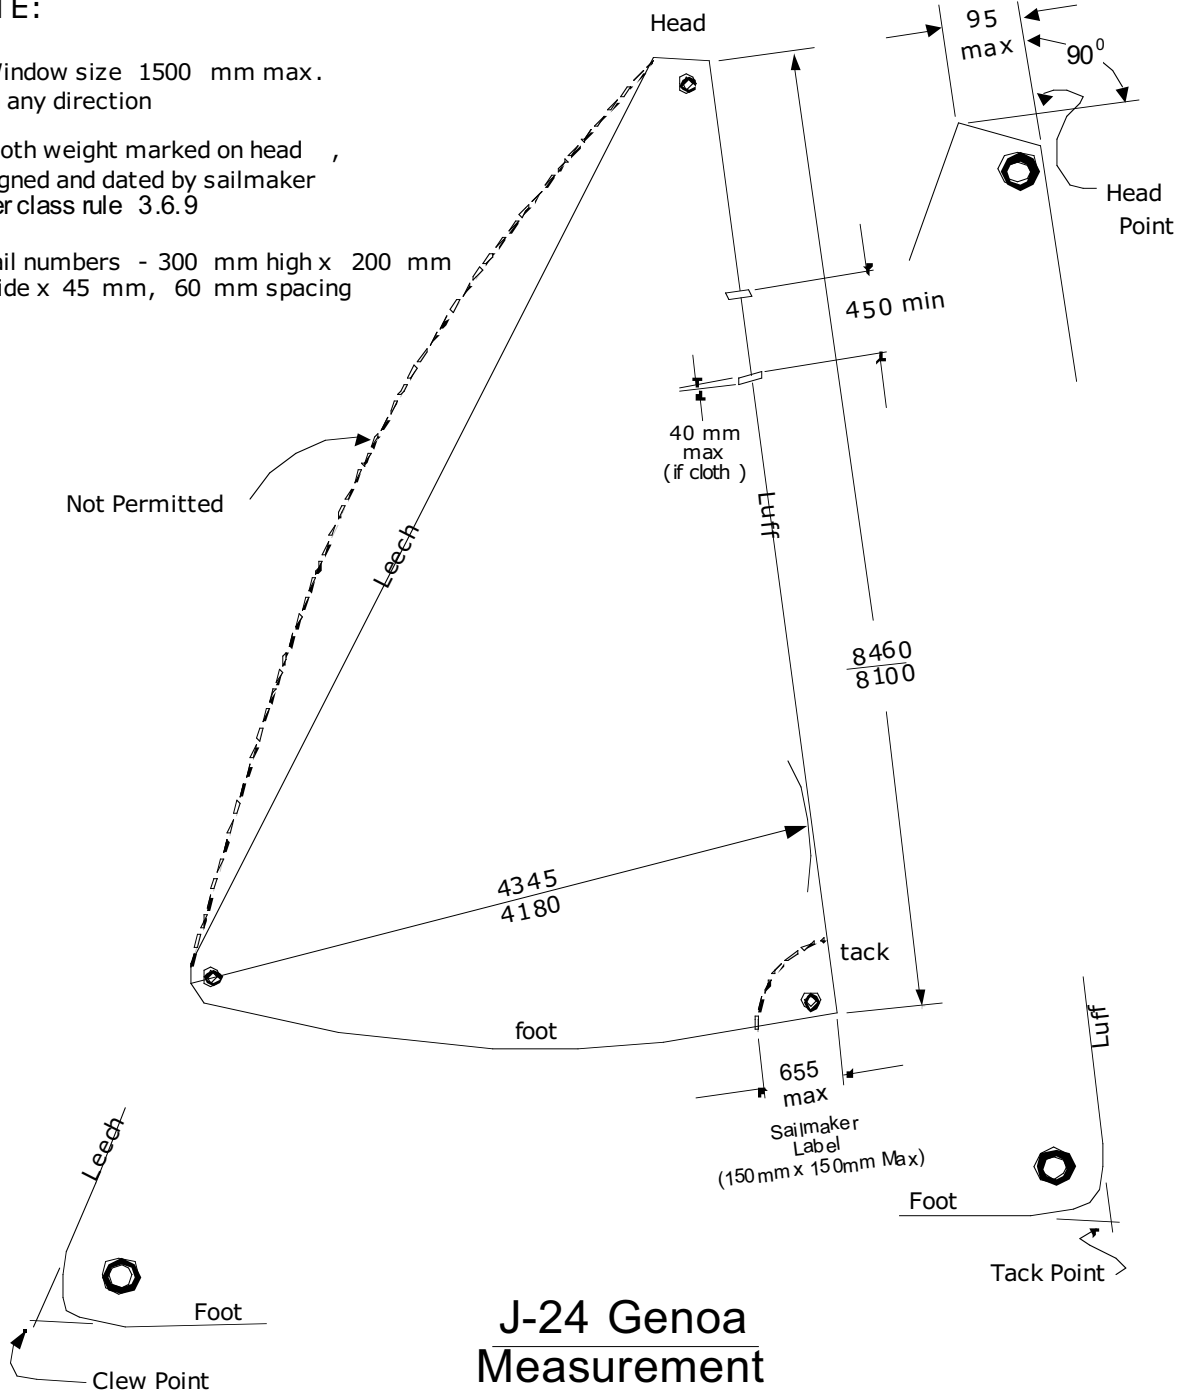 TE:
Window size 1500 mm max.
any direction
oth weight marked on head ,
gned and dated by sailmaker
er class rule 3.6.9
ail numbers - 300 mm high x 200 mm
ide x 45 mm, 60 mm spacing
Head
95
max
90⁰
Head
Point
450 min
40 mm
max
(if cloth )
Not Permitted
Leech
Luff
8460
8100
4345
4180
tack
foot
655
max
Sailmaker
Label
(150mm x 150mm Max)
Luff
Foot
Tack Point
Leech
Foot
Clew Point
J-24 Genoa
Measurement